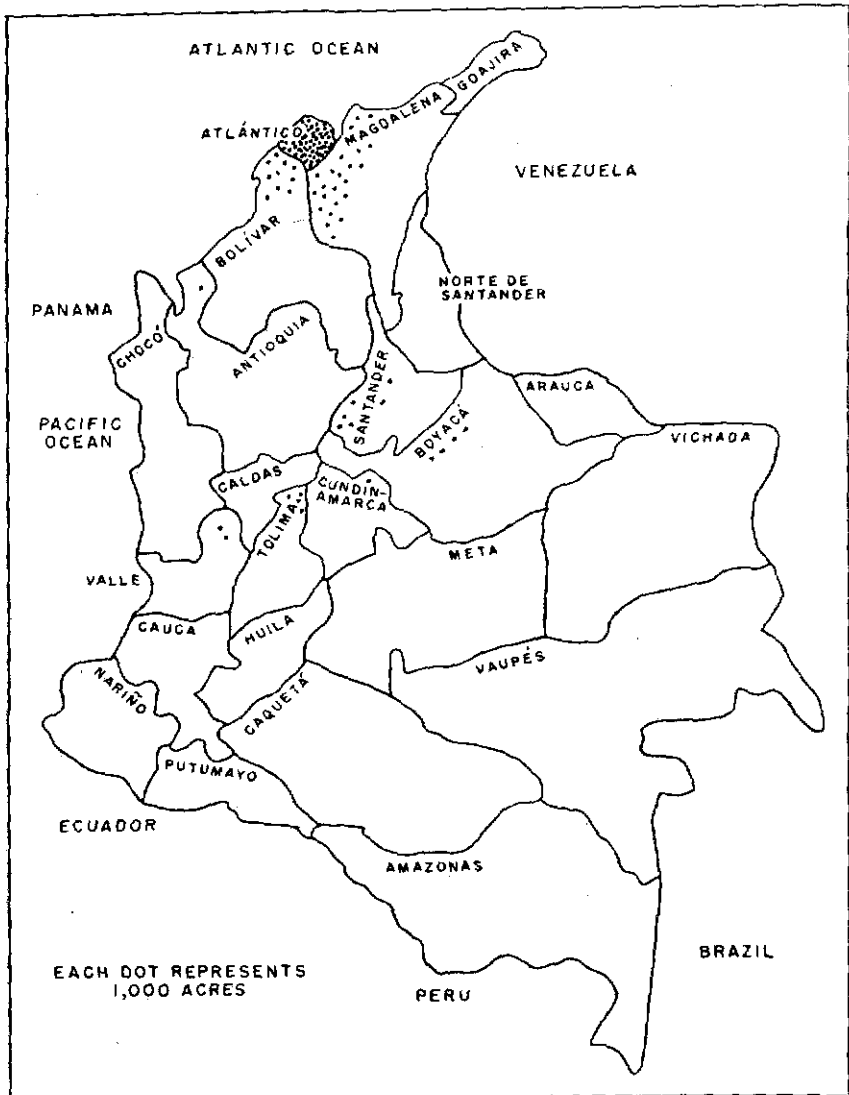 ATLANTIC OCEAN
GOAJIRA
MAGDALENA
ATLÁNTICO
VENEZUELA
BOLÍVAR
NORTE DE
SANTANDER
PANAMA
CHOCÓ
ANTIOQUIA
SANTANDER
ARAUCA
PACIFIC
OCEAN
BOYACÁ
VICHADA
CALDAS
CUNDIN-
AMARCA
TOLIMA
META
VALLE
CAUCA
HUILA
VAUPÉS
NARIÑO
CAQUETÁ
PUTUMAYO
ECUADOR
AMAZONAS
BRAZIL
EACH DOT REPRESENTS
1,000 ACRES
PERU